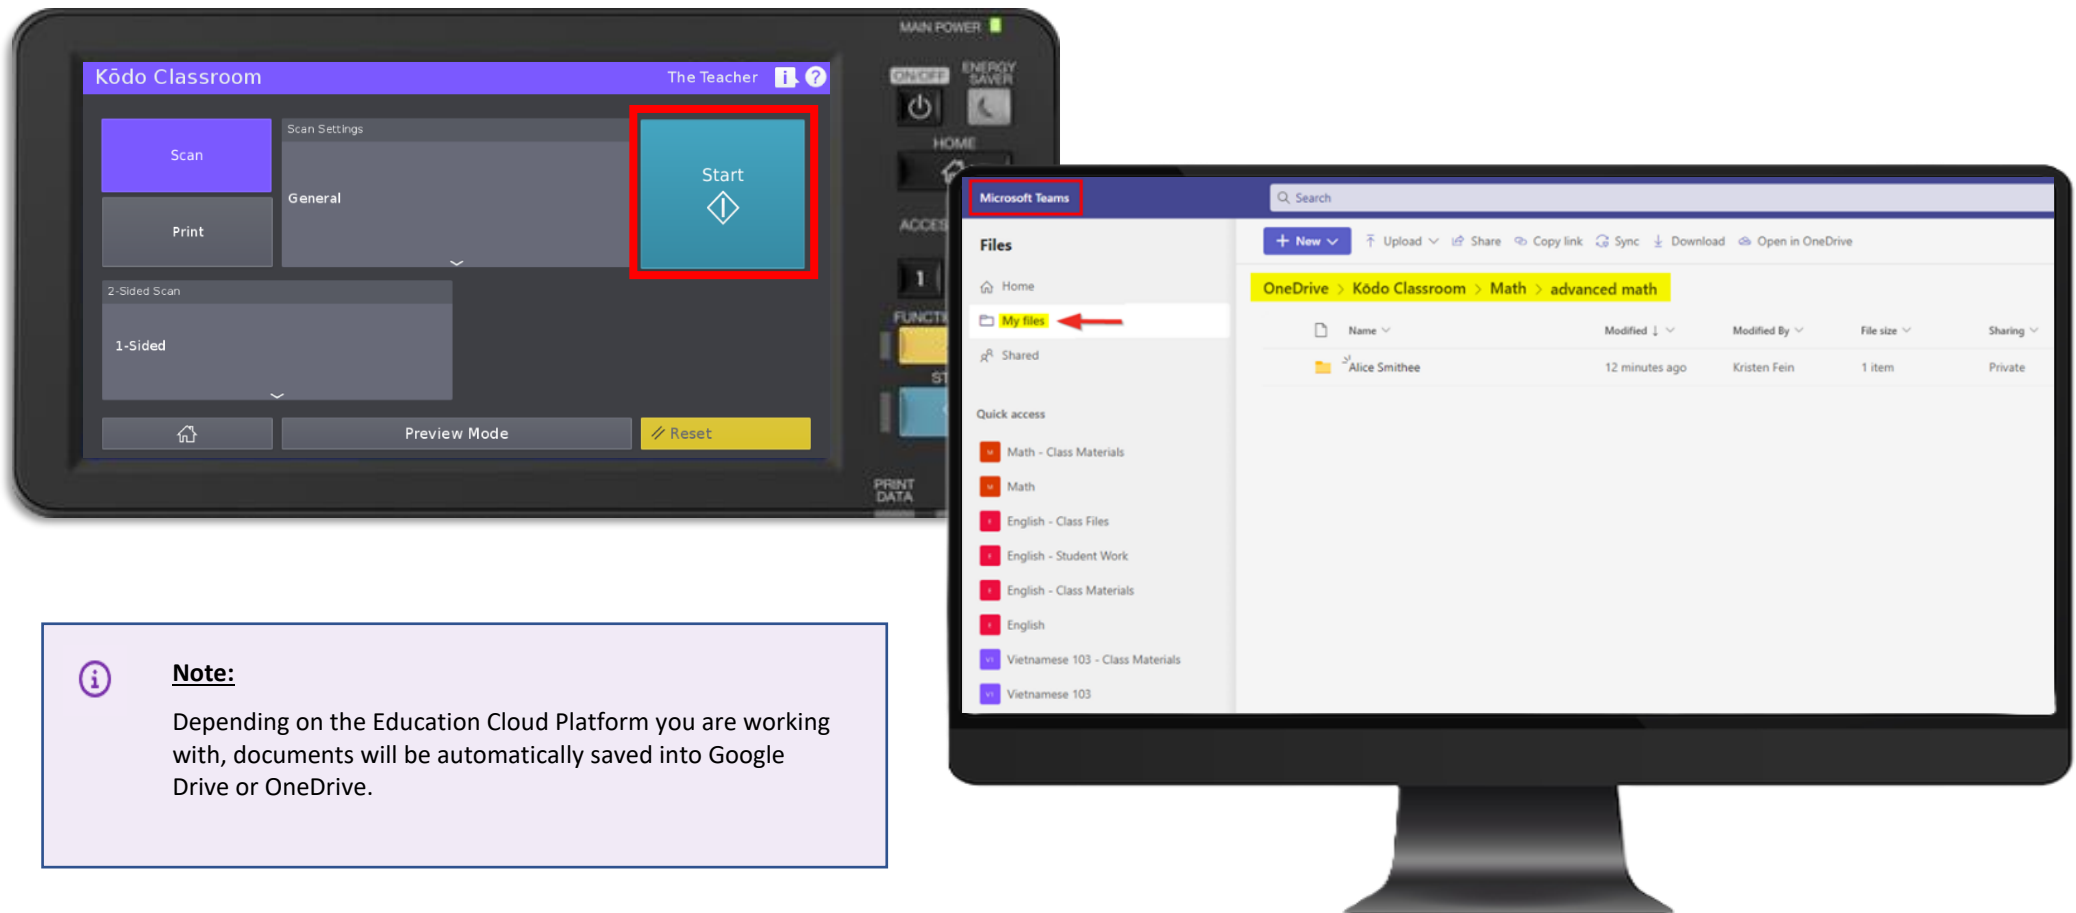 MAIN POWER
Kōdo Classroom
The Teacher
ON/OFF
ENERGY
SAVER
Scan Settings
Scan
General
Start
Print
2-Sided Scan
1-Sided
Preview Mode
Reset
HOME
1
PRINT
DATA
Microsoft Teams
Search
Files
New
Upload
Share
Copy link
Sync
Download
Open in OneDrive
Home
OneDrive > Kōdo Classroom > Math > advanced math
My files
Name
Modified ↓
Modified By
File size
Sharing
Shared
Alice Smithee
12 minutes ago
Kristen Fein
1 item
Private
Quick access
M Math - Class Materials
M Math
English - Class Files
English - Student Work
English - Class Materials
English
V1 Vietnamese 103 - Class Materials
V1 Vietnamese 103
Note:
Depending on the Education Cloud Platform you are working
with, documents will be automatically saved into Google
Drive or OneDrive.